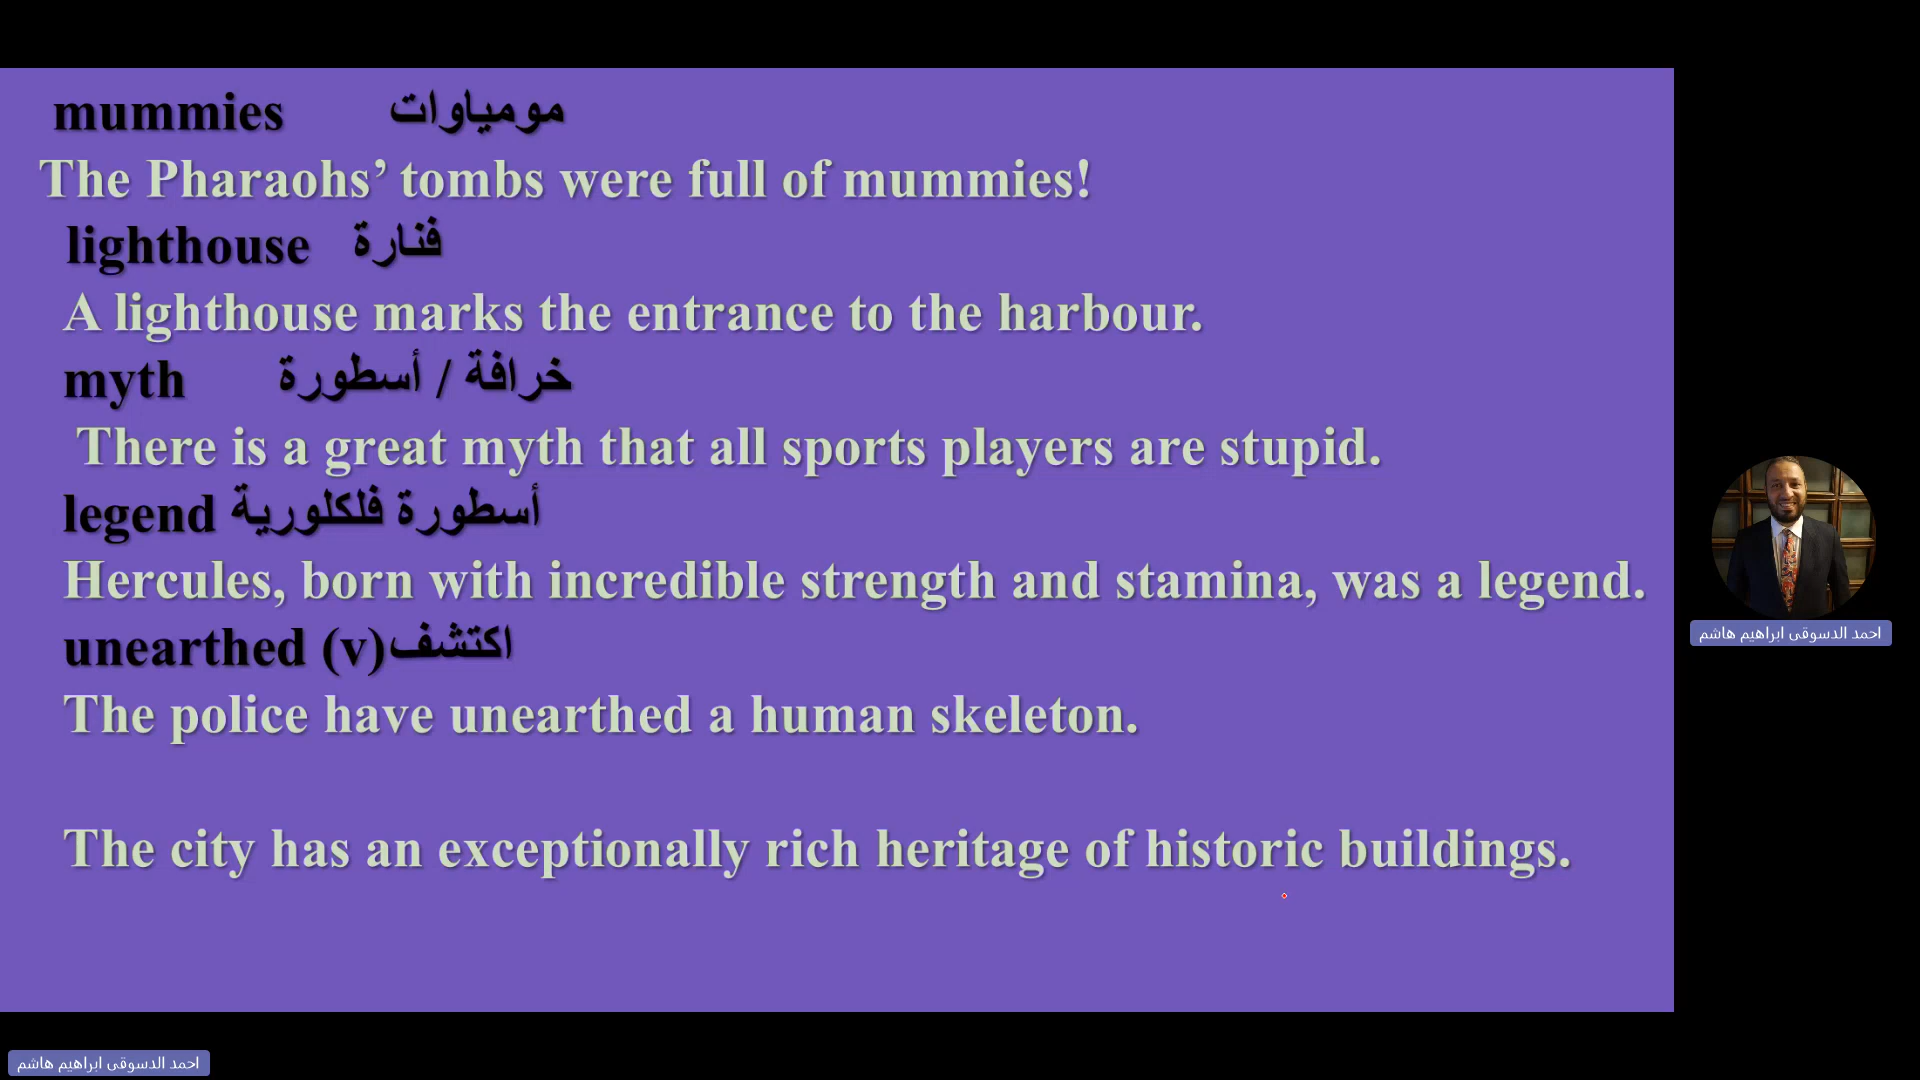 mummies مومياوات
The Pharaohs’ tombs were full of mummies!
lighthouse فنارة
A lighthouse marks the entrance to the harbour.
myth خرافة / أسطورة
There is a great myth that all sports players are stupid.
legend أسطورة فلكلورية
Hercules, born with incredible strength and stamina, was a legend.
unearthed (v) اكتشف
The police have unearthed a human skeleton.
The city has an exceptionally rich heritage of historic buildings.
احمد الدسوقى ابراهيم هاشم
احمد الدسوقى ابراهيم هاشم